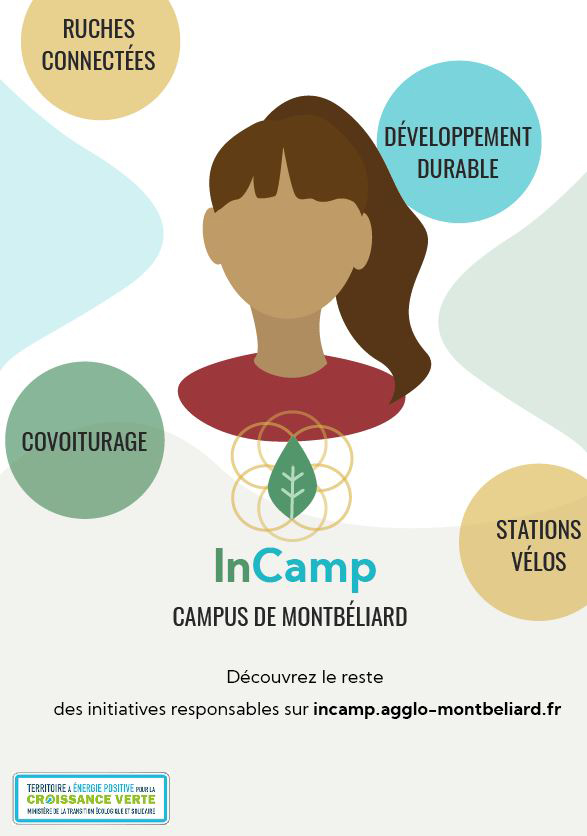 RUCHES
CONNECTÉES
DÉVELOPPEMENT
DURABLE
COVOITURAGE
STATIONS
VÉLOS
InCamp
CAMPUS DE MONTBÉLIARD
Découvrez le reste
des initiatives responsables sur incamp.agglo-montbeliard.fr
TERRITOIRE à ÉNERGIE POSITIVE POUR LA
CROISSANCE VERTE
MINISTÈRE DE LA TRANSITION ÉCOLOGIQUE ET SOLIDAIRE